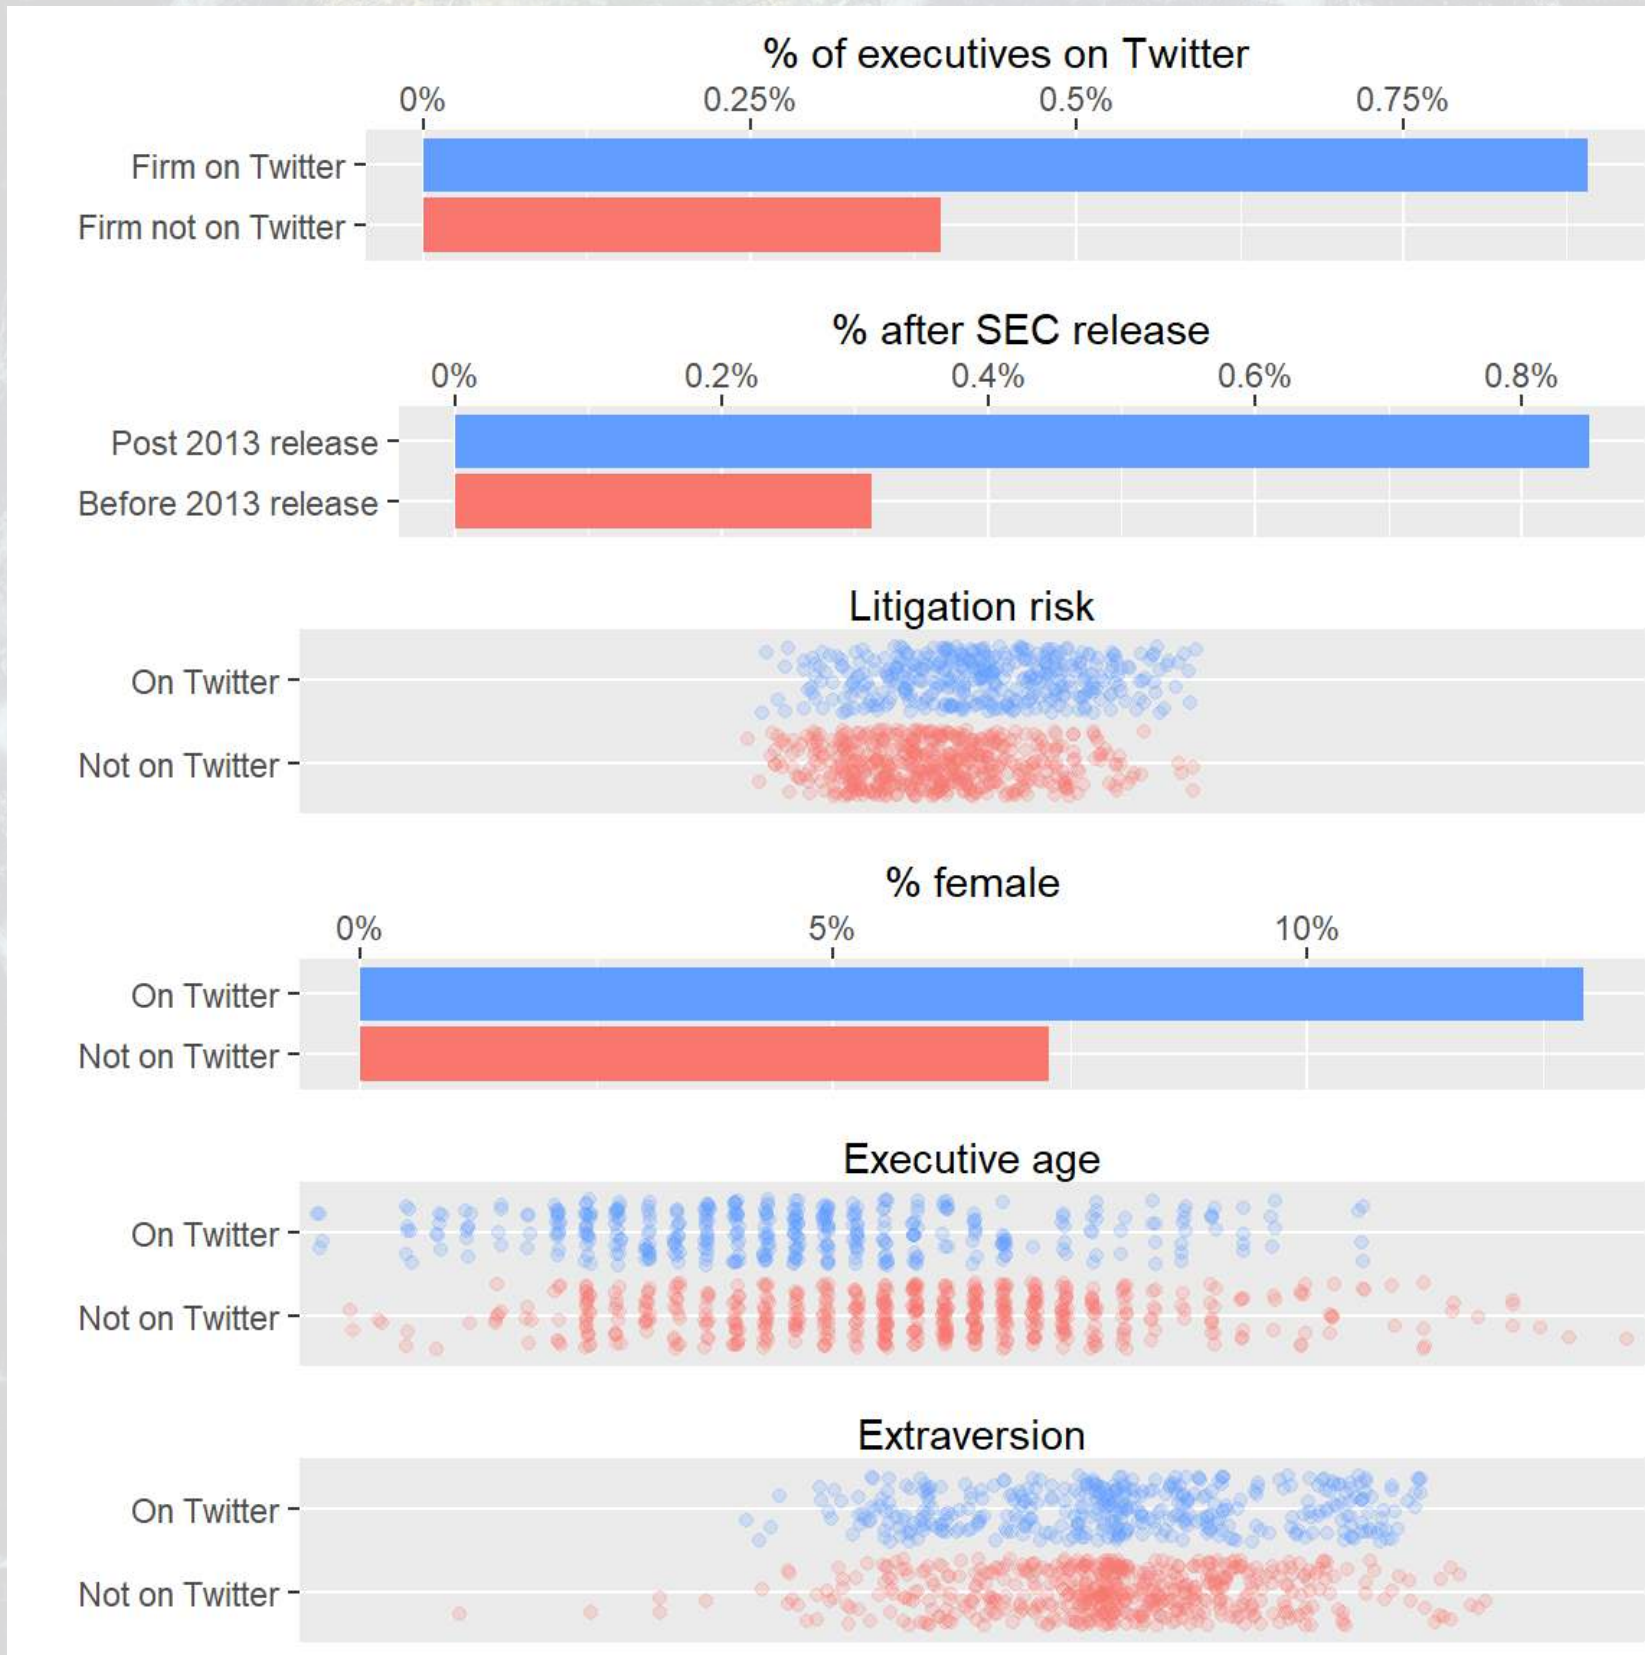 % of executives on Twitter
0% 0.25% 0.5% 0.75%
Firm on Twitter
Firm not on Twitter
% after SEC release
0% 0.2% 0.4% 0.6% 0.8%
Post 2013 release
Before 2013 release
Litigation risk
On Twitter
Not on Twitter
% female
0% 5% 10%
On Twitter
Not on Twitter
Executive age
On Twitter
Not on Twitter
Extraversion
On Twitter
Not on Twitter